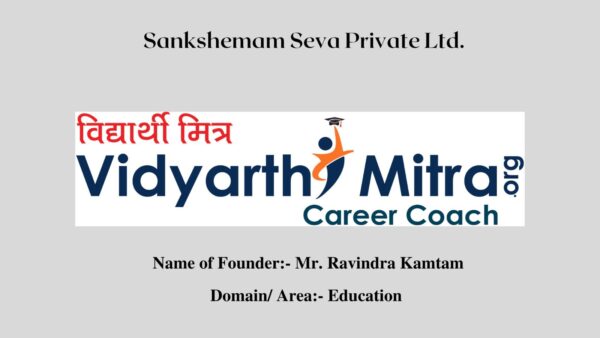 Sankshemam Seva Private Ltd.
विद्यार्थी मित्र
Vidyarthi Mitra.org
Career Coach
Name of Founder:- Mr. Ravindra Kamtam
Domain/ Area:- Education